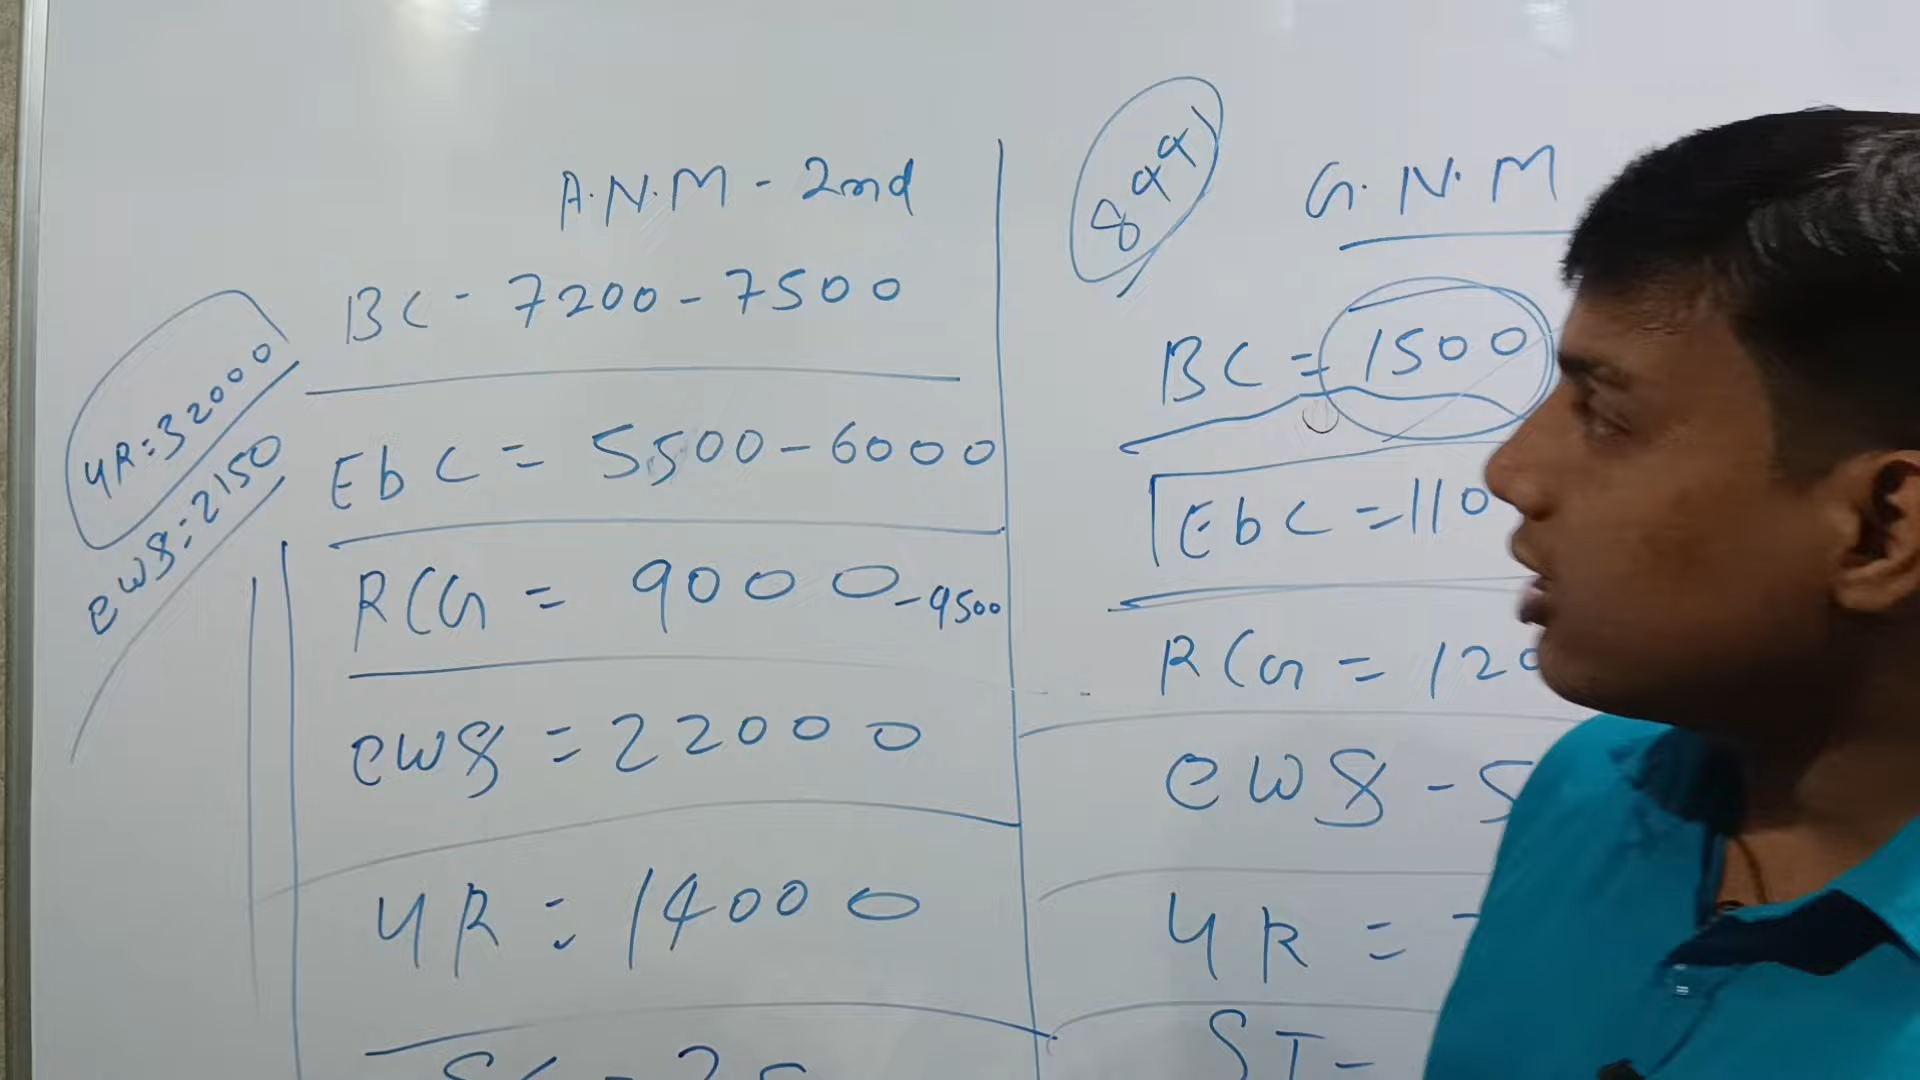 UR=32000
ews=2150
A.N.M - 2nd
BC - 7200 - 7500
EbC = 5500 - 6000
RCG = 9000 - 9500
ews = 22000
UR = 14000
G.N.M
BC = 1500
EbC = 110
RCG = 120
ews - 5
UR =
ST -